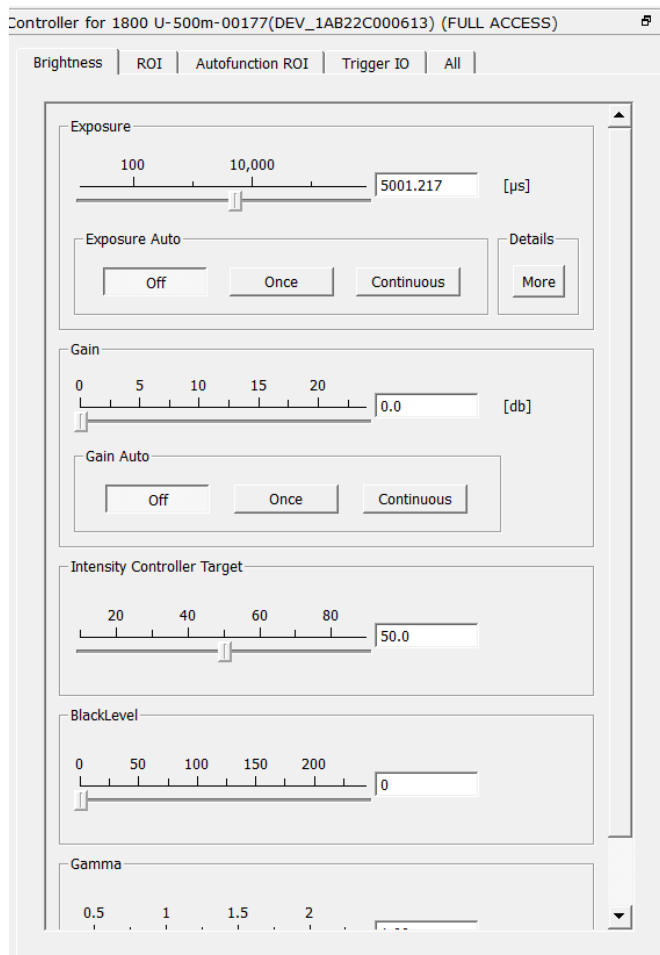 Controller for 1800 U-500m-00177(DEV_1AB22C000613) (FULL ACCESS)
Brightness ROI Autofunction ROI Trigger IO All
Exposure
100 10,000
5001.217 [µs]
Exposure Auto Details
Off Once Continuous More
Gain
0 5 10 15 20
0.0 [db]
Gain Auto
Off Once Continuous
Intensity Controller Target
20 40 60 80
50.0
BlackLevel
0 50 100 150 200
0
Gamma
0.5 1 1.5 2